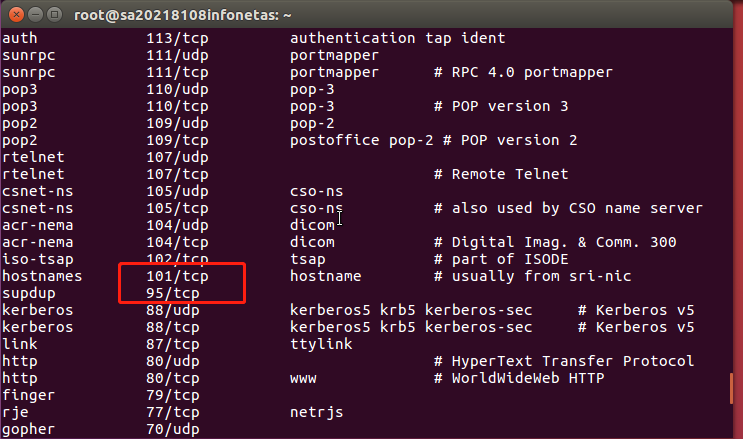 root@sa20218108infonetas: ~
auth 113/tcp authentication tap ident
sunrpc 111/udp portmapper
sunrpc 111/tcp portmapper # RPC 4.0 portmapper
pop3 110/udp pop-3
pop3 110/tcp pop-3 # POP version 3
pop2 109/udp pop-2
pop2 109/tcp postoffice pop-2 # POP version 2
rtelnet 107/udp
rtelnet 107/tcp # Remote Telnet
csnet-ns 105/udp cso-ns
csnet-ns 105/tcp cso-ns # also used by CSO name server
acr-nema 104/udp dicom
acr-nema 104/tcp dicom # Digital Imag. & Comm. 300
iso-tsap 102/tcp tsap # part of ISODE
hostnames 101/tcp hostname # usually from sri-nic
supdup 95/tcp
kerberos 88/udp kerberos5 krb5 kerberos-sec # Kerberos v5
kerberos 88/tcp kerberos5 krb5 kerberos-sec # Kerberos v5
link 87/tcp ttylink
http 80/udp # HyperText Transfer Protocol
http 80/tcp www # WorldWideWeb HTTP
finger 79/tcp
rje 77/tcp netrjs
gopher 70/udp